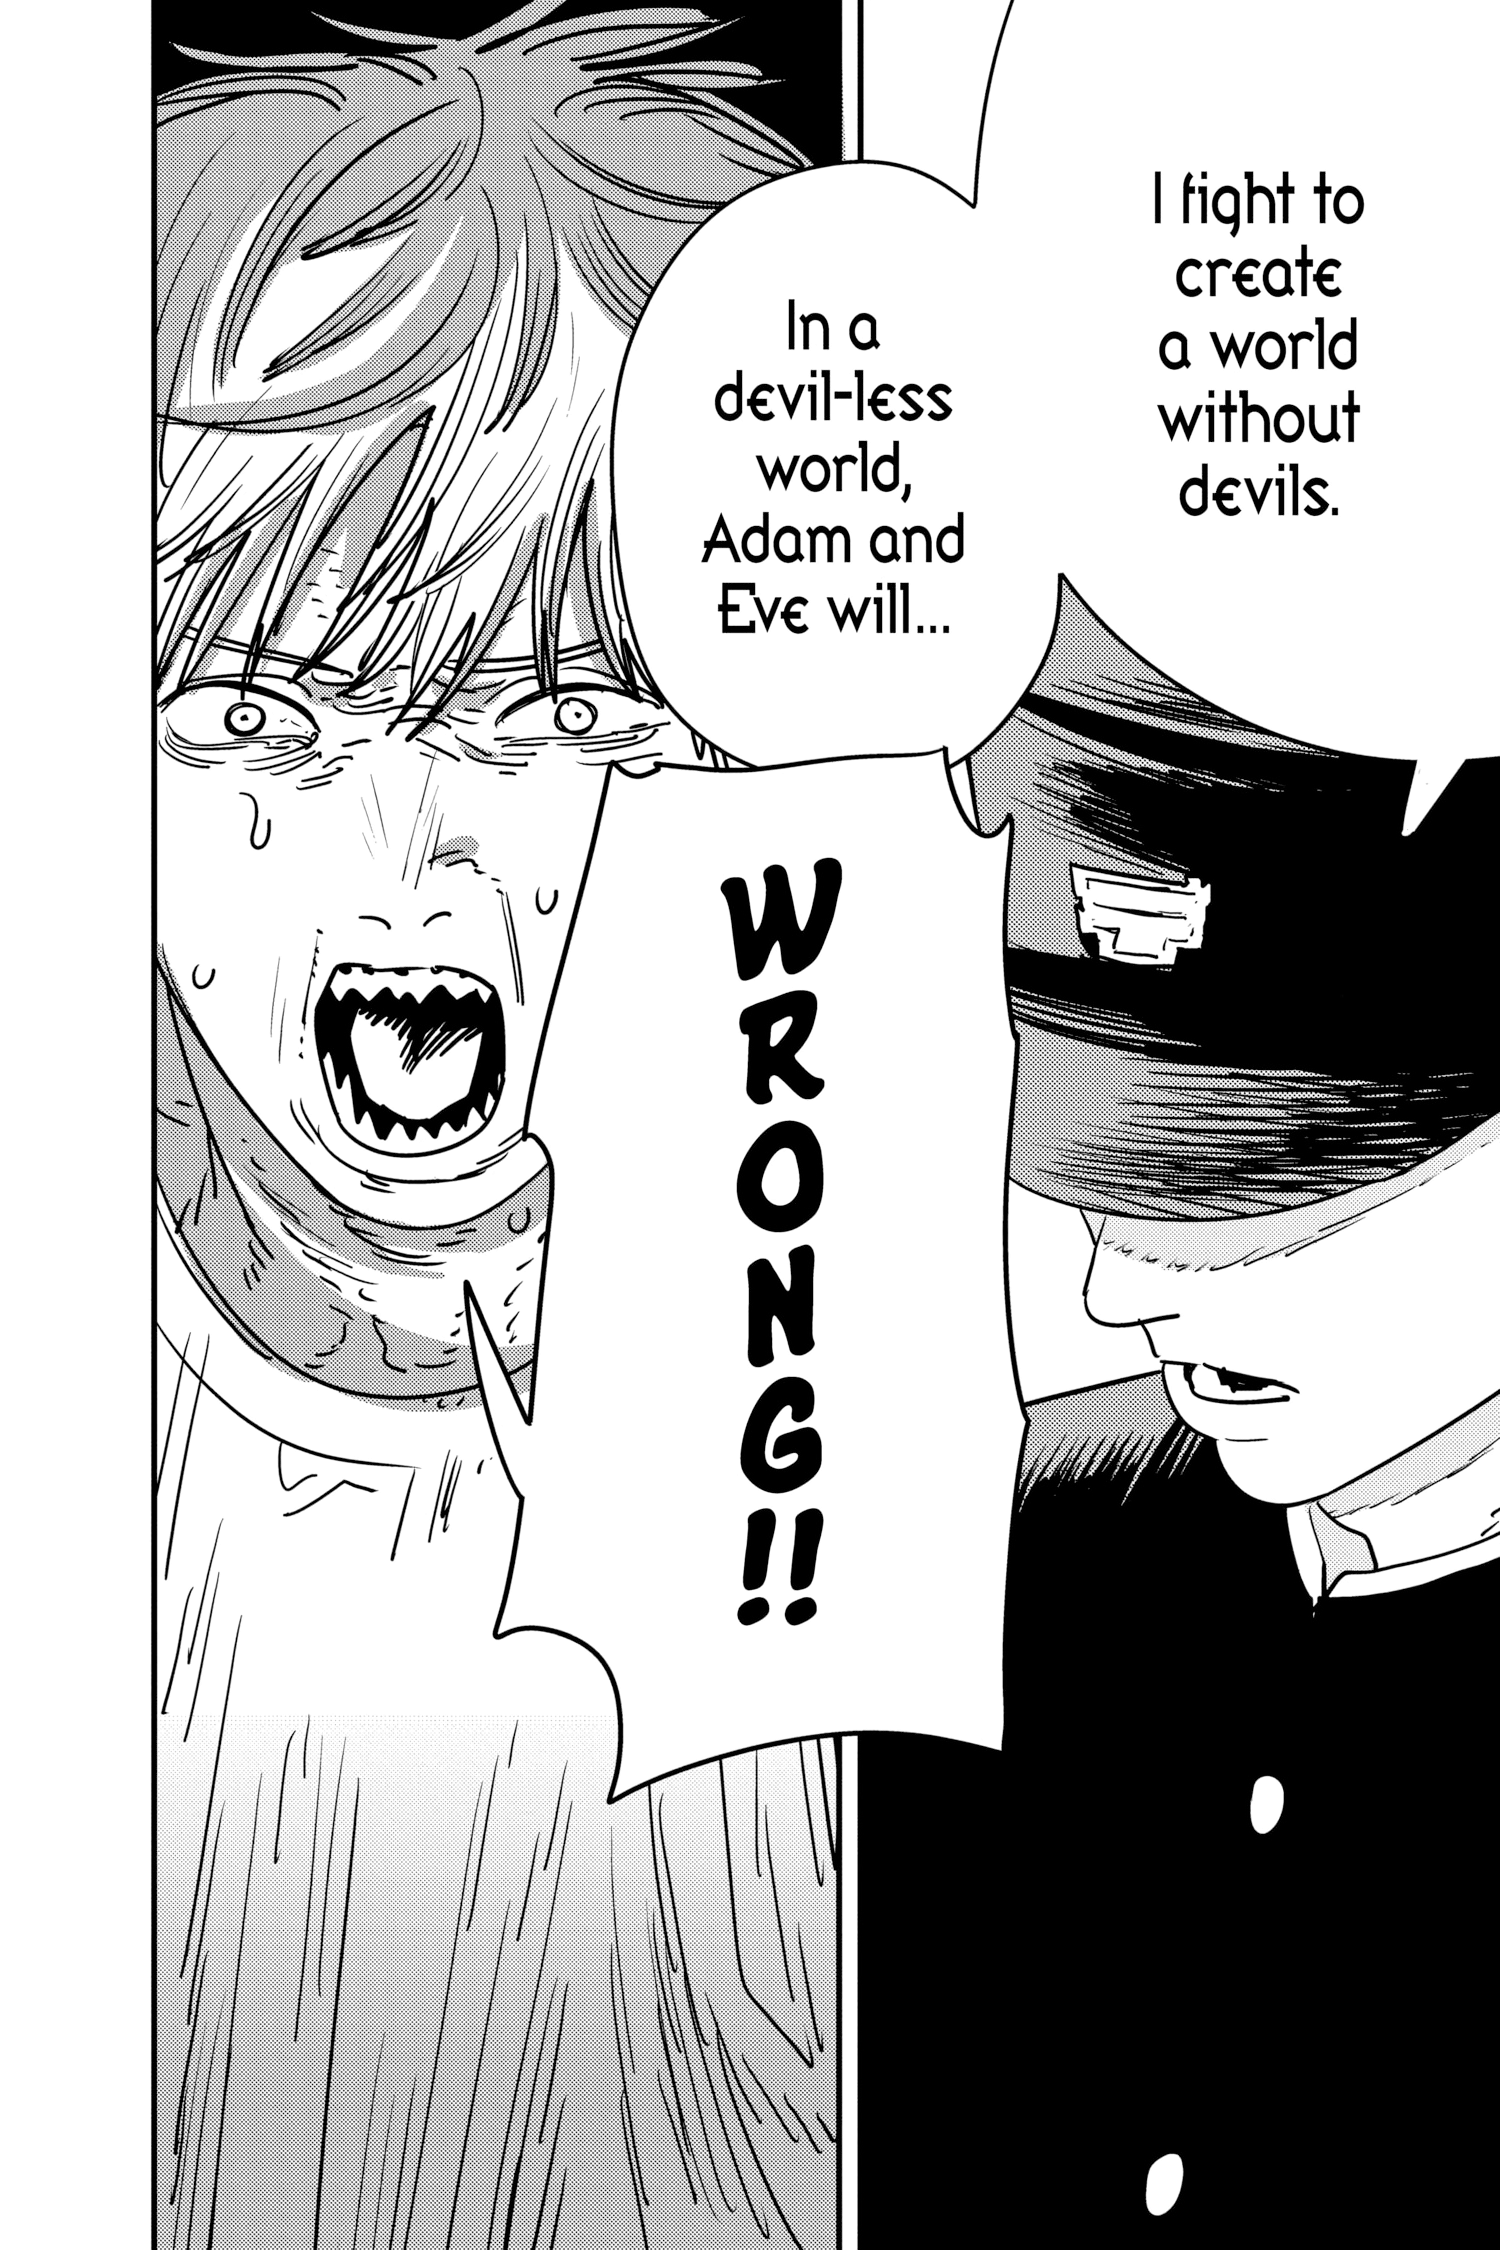 I fight to
create
a world
without
devils.
In a
devil-less
world,
Adam and
Eve will...
WRONG!!